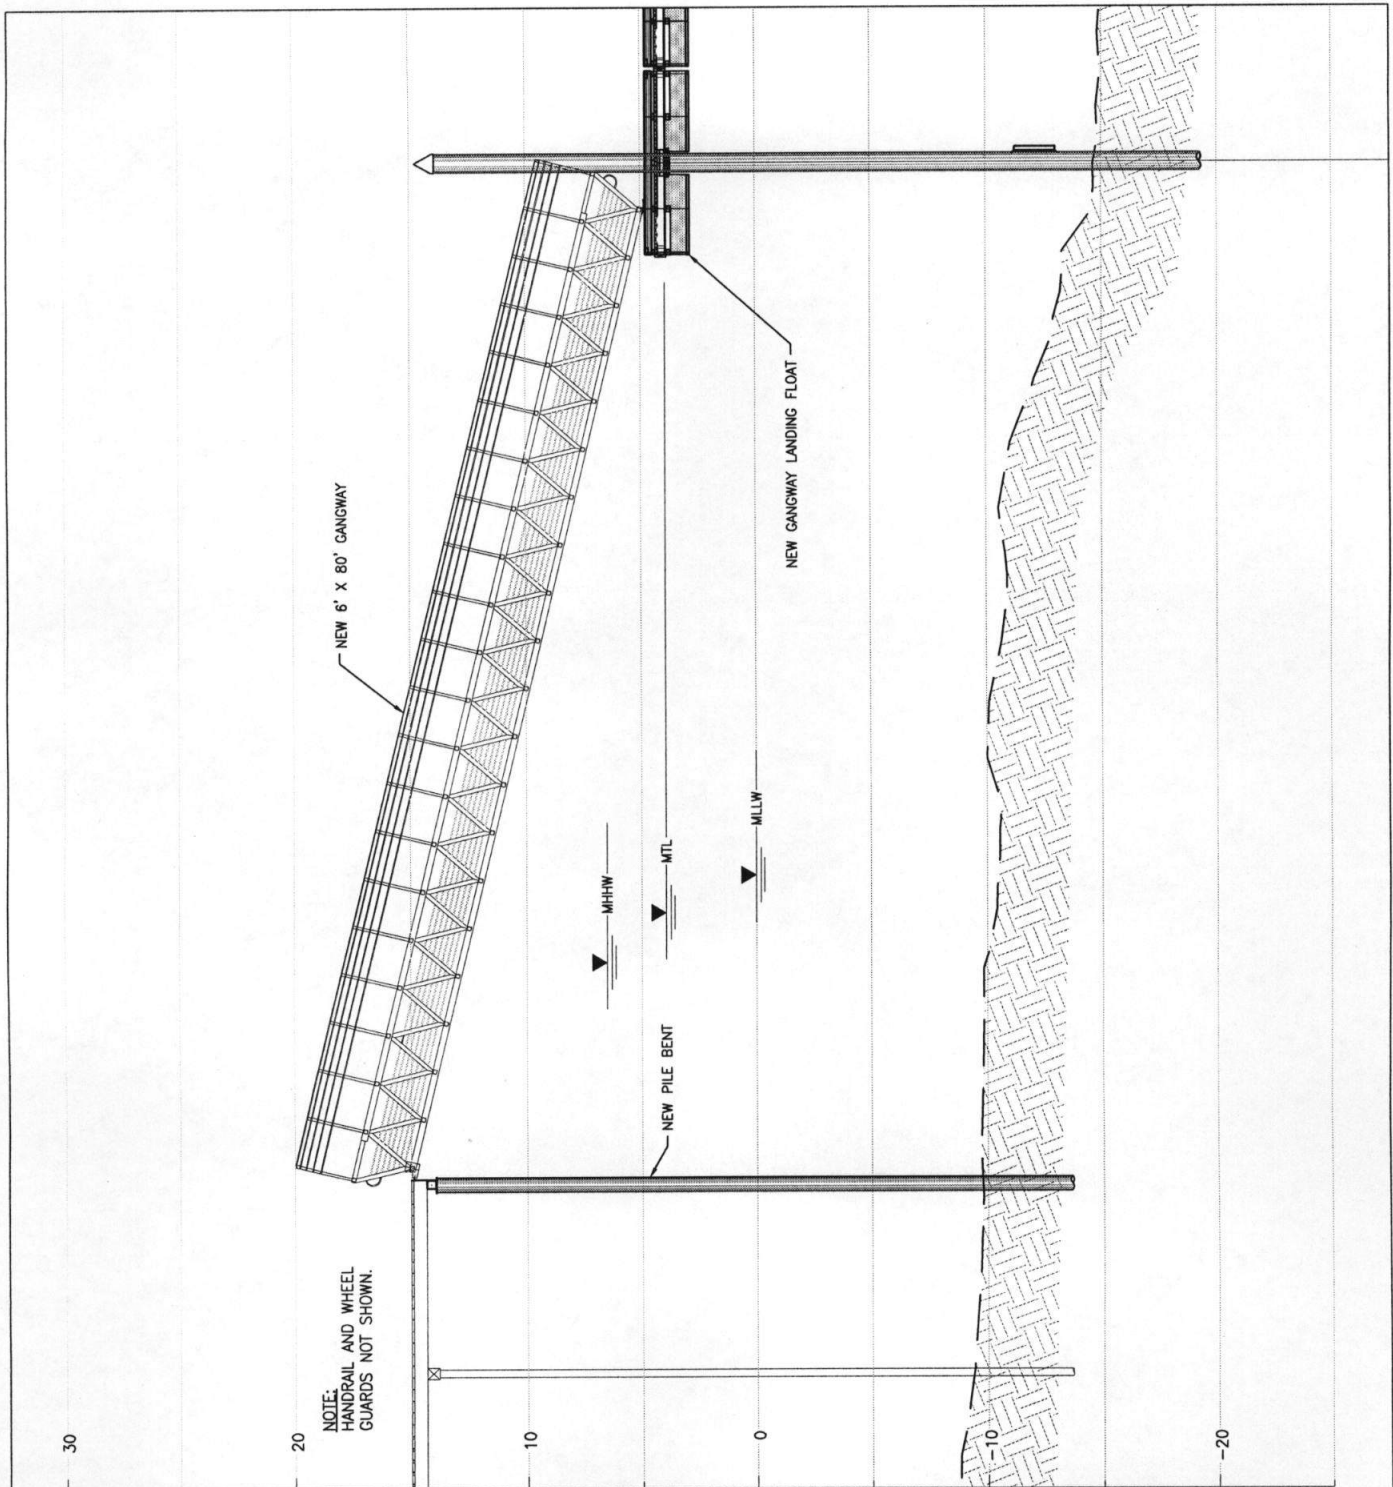 30
20
10
0
-10
-20
NOTE:
HANDRAIL AND WHEEL
GUARDS NOT SHOWN.
NEW 6' X 80' GANGWAY
NEW PILE BENT
MHHW
MTL
MLLW
NEW GANGWAY LANDING FLOAT